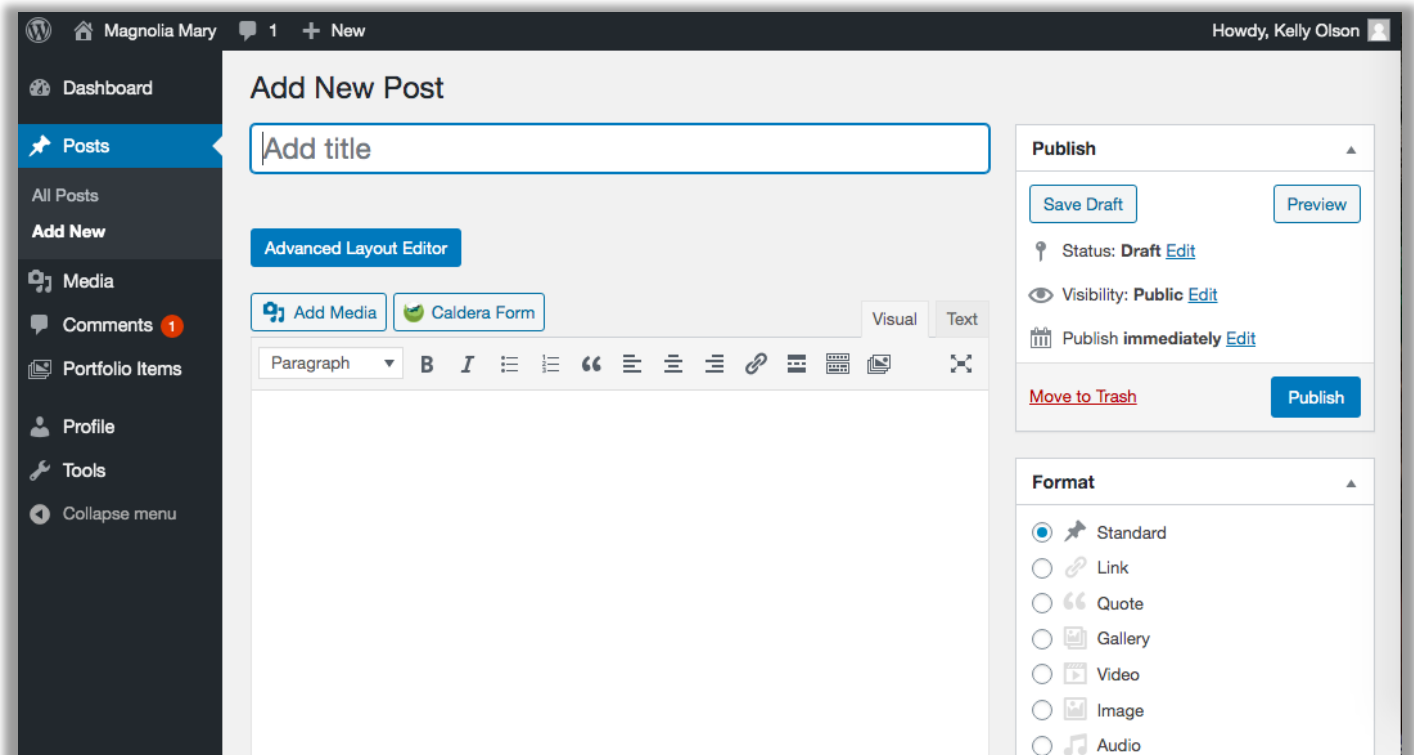 Magnolia Mary 1 New Howdy, Kelly Olson
Dashboard
Posts
All Posts
Add New
Media
Comments 1
Portfolio Items
Profile
Tools
Collapse menu
Add New Post
Add title
Advanced Layout Editor
Add Media Caldera Form
Visual Text
Paragraph B I
Publish
Save Draft Preview
Status: Draft Edit
Visibility: Public Edit
Publish immediately Edit
Move to Trash Publish
Format
Standard
Link
Quote
Gallery
Video
Image
Audio